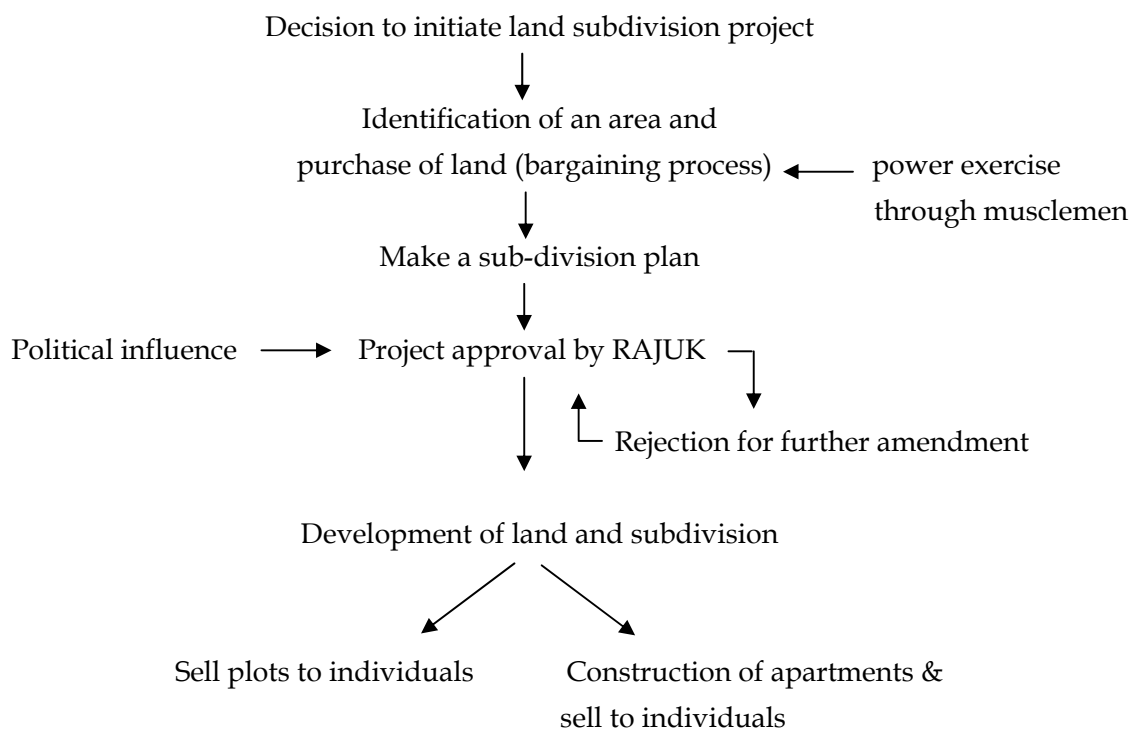 Decision to initiate land subdivision project
Identification of an area and
purchase of land (bargaining process)
power exercise
through musclemen
Make a sub-division plan
Political influence
Project approval by RAJUK
Rejection for further amendment
Development of land and subdivision
Sell plots to individuals
Construction of apartments &
sell to individuals